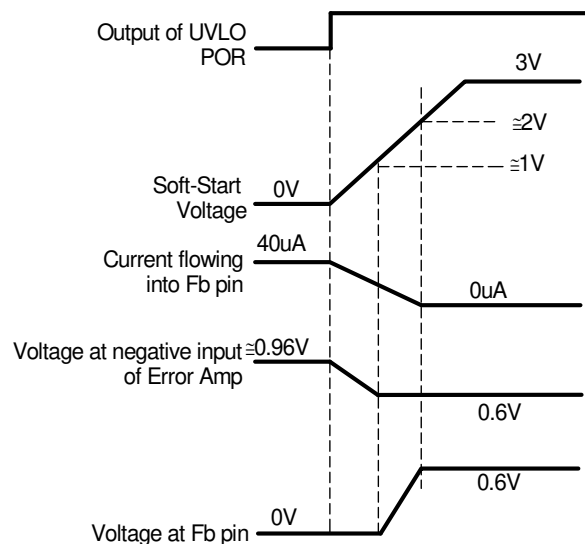 Output of UVLO
POR
3V
≅2V
≅1V
Soft-Start
Voltage
0V
40uA
Current flowing
into Fb pin
0uA
Voltage at negative input
of Error Amp
≅0.96V
0.6V
0.6V
0V
Voltage at Fb pin